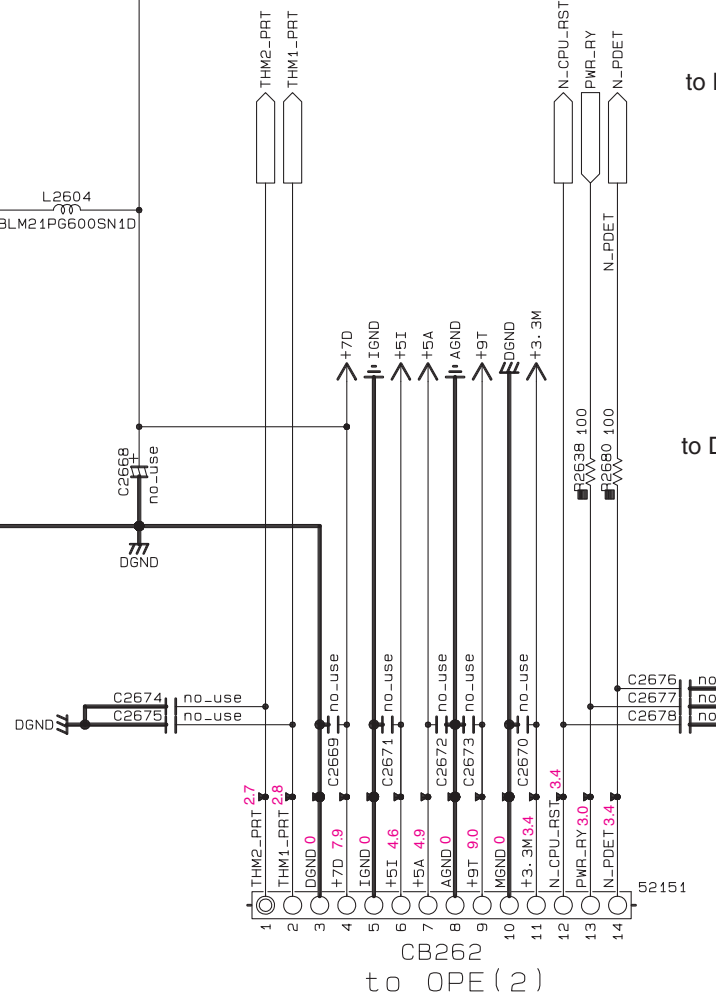 THM2_PRT
THM1_PRT
N_CPU_RST
PWR_RY
N_PDET
to
L2604
BLM21PG600SN1D
N_PDET
+7D
IGND
+5I
+5A
AGND
+9T
DGND
+3.3M
R2638 100
R2680 100
to D
C2668
+
no_use
DGND
C2674 no_use
C2675 no_use
DGND
C2669 no_use
C2671 no_use
C2672 no_use
C2673 no_use
C2670 no_use
C2676 no
C2677 no
C2678 no
THM2_PRT 2.7
THM1_PRT 2.8
DGND 0
+7D 7.9
IGND 0
+5I 4.6
+5A 4.9
AGND 0
+9T 9.0
MGND 0
+3.3M 3.4
N_CPU_RST 3.4
PWR_RY 3.0
N_PDET 3.4
52151
1 2 3 4 5 6 7 8 9 10 11 12 13 14
CB262
to OPE(2)